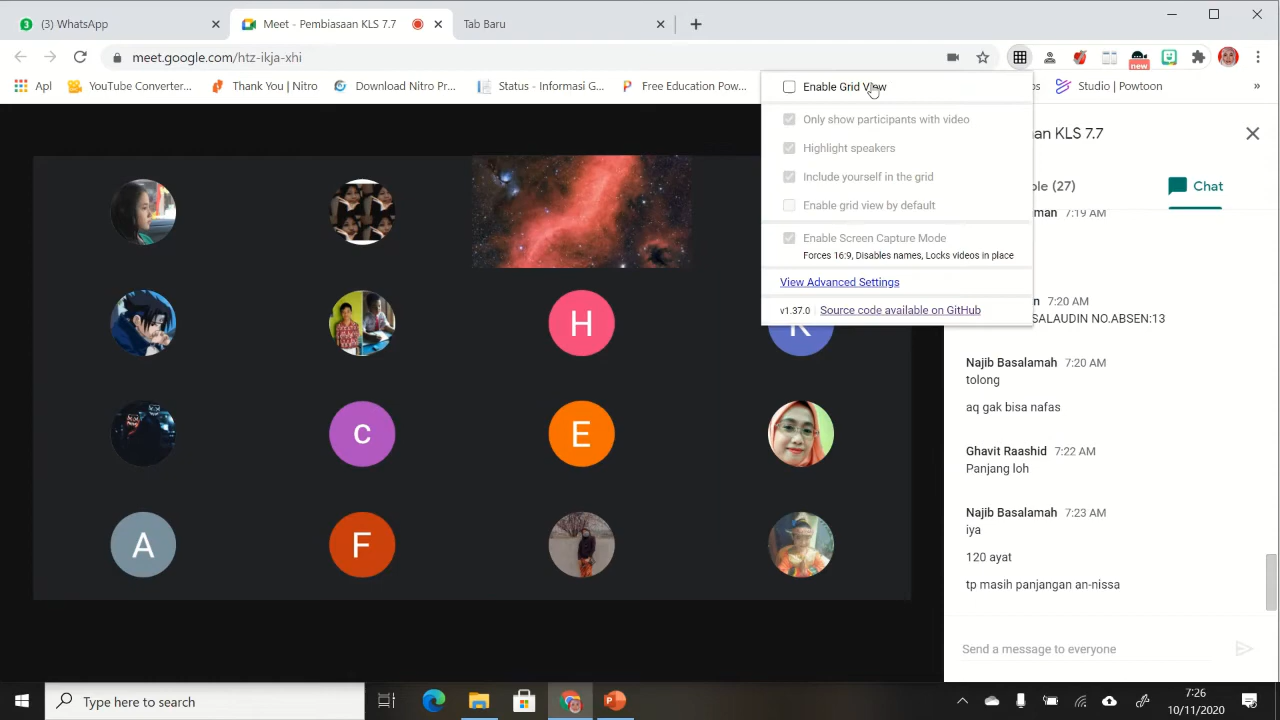 3
(3) WhatsApp
Meet - Pembiasaan KLS 7.7
Tab Baru
meet.google.com/htz-ikja-xhi
new
Apl
YouTube Converter...
Thank You | Nitro
Download Nitro Pr...
Status - Informasi G...
Free Education Pow...
Studio | Powtoon
»
Enable Grid View
Only show participants with video
Highlight speakers
Include yourself in the grid
Enable grid view by default
Enable Screen Capture Mode
Forces 16:9, Disables names, Locks videos in place
View Advanced Settings
v1.37.0
Source code available on GitHub
an KLS 7.7
(27)
Chat
7:19 AM
7:20 AM
SALAUDIN NO.ABSEN:13
Najib Basalamah 7:20 AM
tolong
aq gak bisa nafas
Ghavit Raashid 7:22 AM
Panjang loh
Najib Basalamah 7:23 AM
iya
120 ayat
tp masih panjangan an-nissa
Send a message to everyone
H
K
c
E
A
F
Type here to search
7:26
10/11/2020